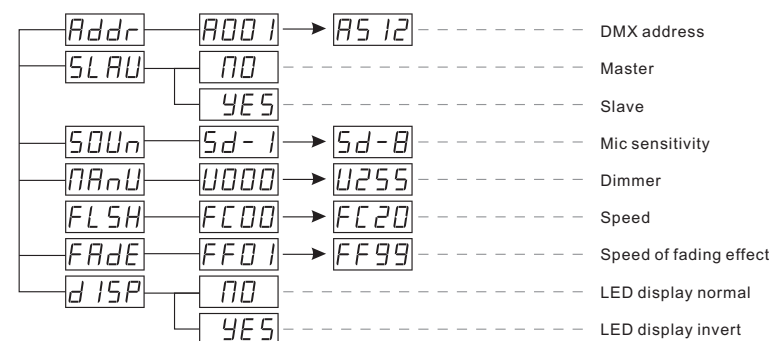 Addr A001 A512 DMX address
SLAU NO Master
YES Slave
SOUn Sd-1 Sd-8 Mic sensitivity
MAnU U000 U255 Dimmer
FLSH FC00 FC20 Speed
FAdE FF01 FF99 Speed of fading effect
dISP NO LED display normal
YES LED display invert